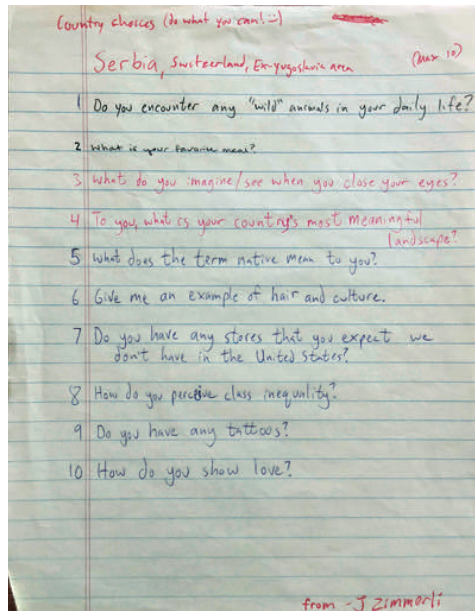 Country choices (do what you can! :-)
Serbia, Switzerland, Ex-yugoslavia area
(max 10)
1 Do you encounter any "wild" animals in your daily life?
2 What is your favorite meal?
3 What do you imagine/see when you close your eyes?
4 To you, what is your country's most meaningful
landscape?
5 What does the term native mean to you?
6 Give me an example of hair and culture.
7 Do you have any stores that you expect we
don't have in the United States?
8 How do you percieve class inequality?
9 Do you have any tattoos?
10 How do you show love?
from - J Zimmerli